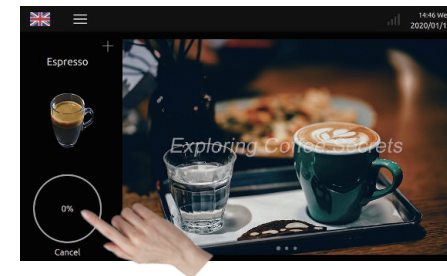 14:46 We
2020/01/1
Espresso
Exploring Coffee Secrets
0%
Cancel